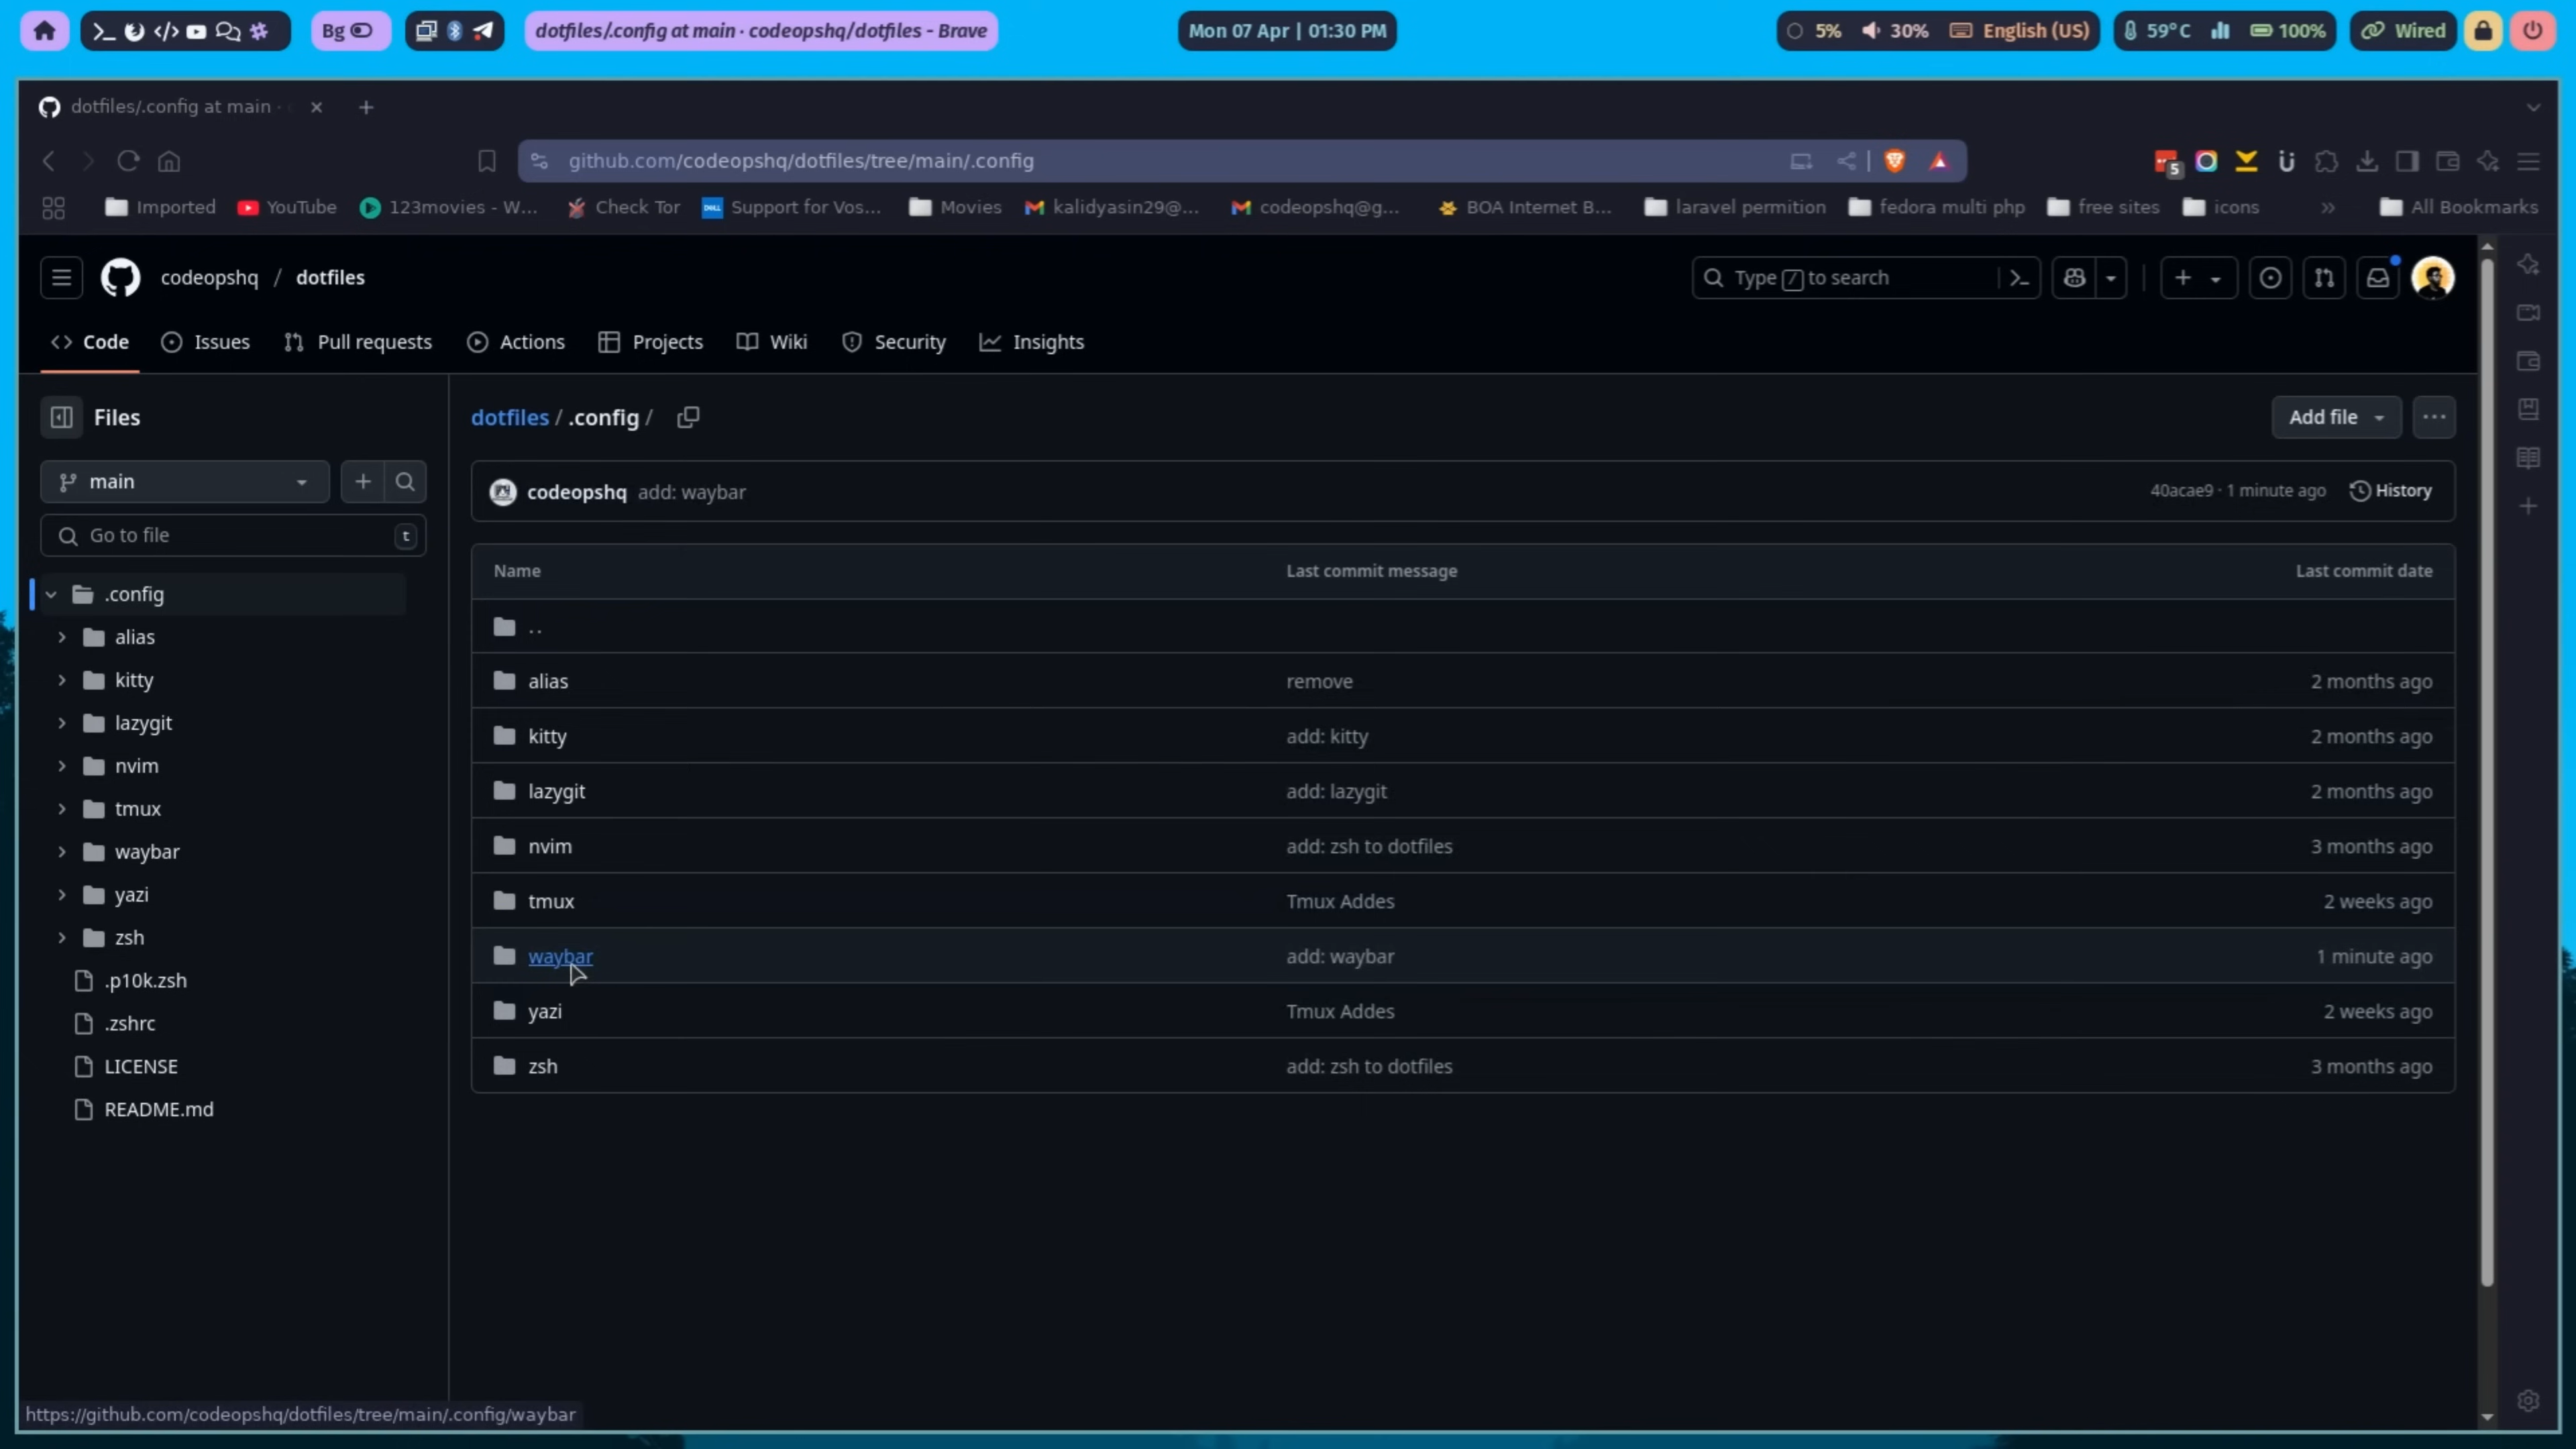 Bg
dotfiles/.config at main · codeopshq/dotfiles - Brave
Mon 07 Apr | 01:30 PM
5% 30% English (US) 59°C 100% Wired
dotfiles/.config at main ·
github.com/codeopshq/dotfiles/tree/main/.config
5
Imported YouTube 123movies - W... Check Tor Support for Vos... Movies kalidyasin29@... codeopshq@g... BOA Internet B... laravel permition fedora multi php free sites icons » All Bookmarks
codeopshq / dotfiles
Type / to search
Code Issues Pull requests Actions Projects Wiki Security Insights
Files
dotfiles / .config /
Add file
main
codeopshq add: waybar
40acae9 · 1 minute ago History
Go to file t
Name Last commit message Last commit date
.config
alias
kitty
lazygit
nvim
tmux
waybar
yazi
zsh
.p10k.zsh
.zshrc
LICENSE
README.md
..
alias remove 2 months ago
kitty add: kitty 2 months ago
lazygit add: lazygit 2 months ago
nvim add: zsh to dotfiles 3 months ago
tmux Tmux Addes 2 weeks ago
waybar add: waybar 1 minute ago
yazi Tmux Addes 2 weeks ago
zsh add: zsh to dotfiles 3 months ago
https://github.com/codeopshq/dotfiles/tree/main/.config/waybar